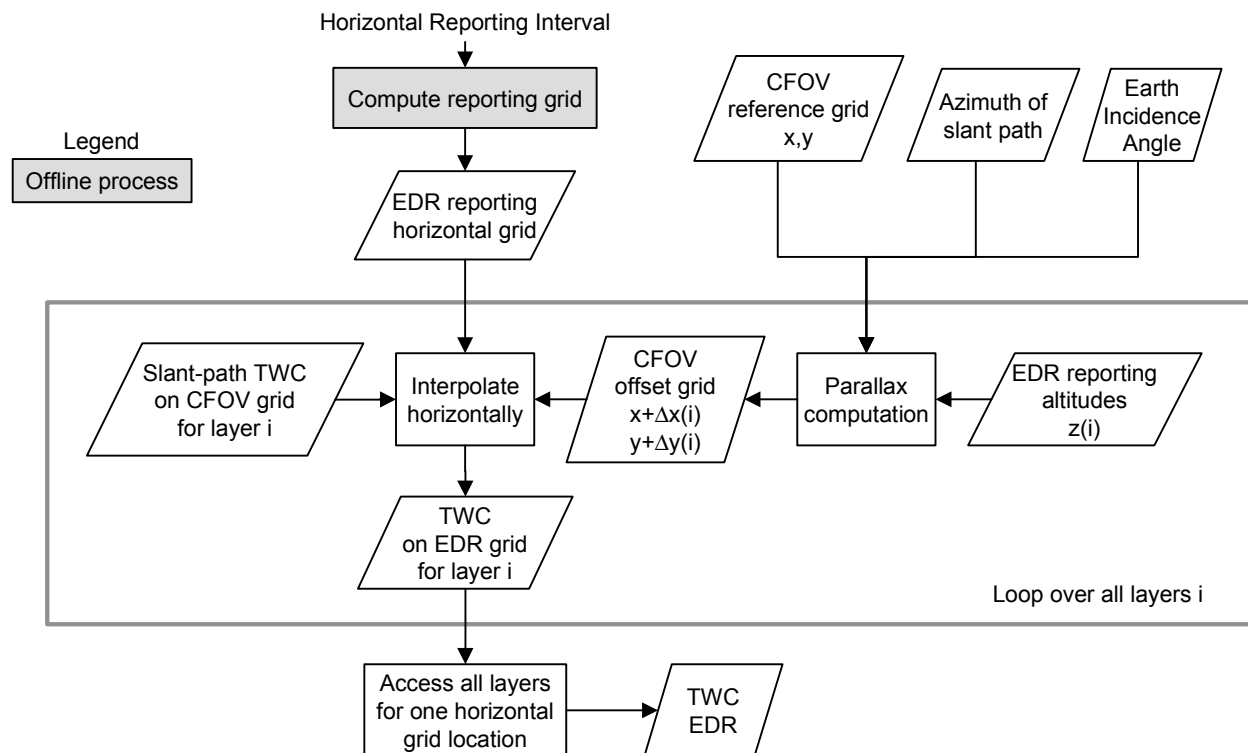 Horizontal Reporting Interval
Compute reporting grid
Legend
Offline process
EDR reporting
horizontal grid
CFOV
reference grid
x,y
Azimuth of
slant path
Earth
Incidence
Angle
Slant-path TWC
on CFOV grid
for layer i
Interpolate
horizontally
CFOV
offset grid
x+Δx(i)
y+Δy(i)
Parallax
computation
EDR reporting
altitudes
z(i)
TWC
on EDR grid
for layer i
Loop over all layers i
Access all layers
for one horizontal
grid location
TWC
EDR